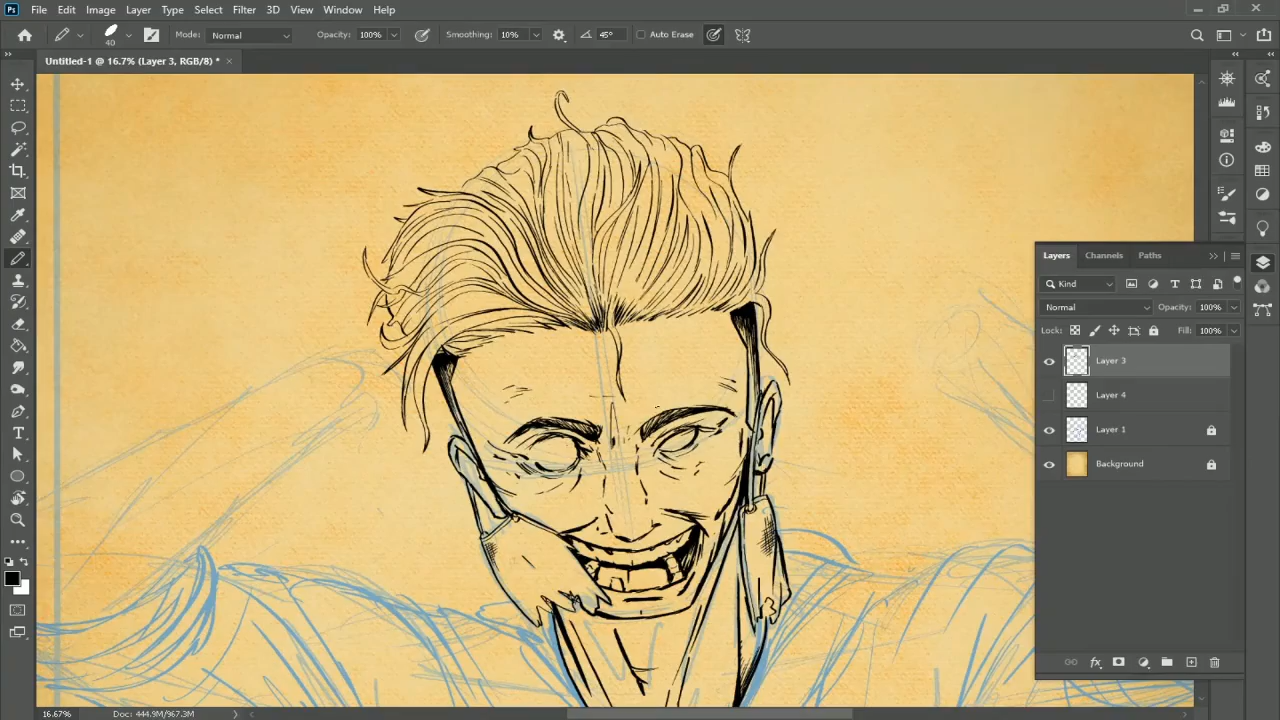 Ps File Edit Image Layer Type Select Filter 3D View Window Help
40 Mode: Normal Opacity: 100% Smoothing: 10% 45° Auto Erase
Untitled-1 @ 16.7% (Layer 3, RGB/8) * ×
Layers Channels Paths
Kind
Normal Opacity: 100%
Lock: Fill: 100%
Layer 3
Layer 4
Layer 1
Background
fx
16.67% Doc: 444.9M/967.3M